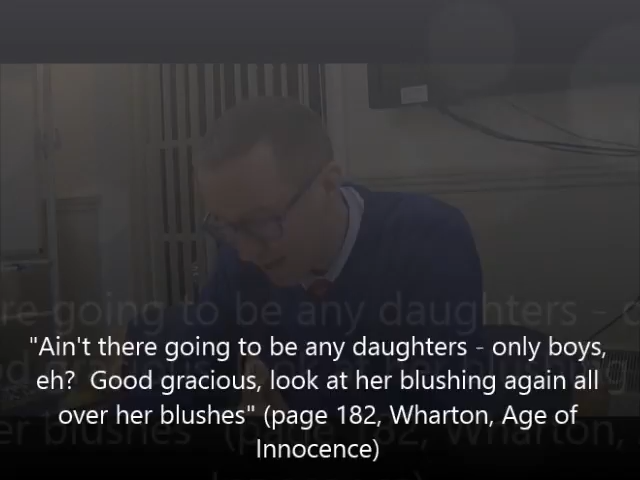 "Ain't there going to be any daughters - only boys,
eh?  Good gracious, look at her blushing again all
over her blushes" (page 182, Wharton, Age of
Innocence)